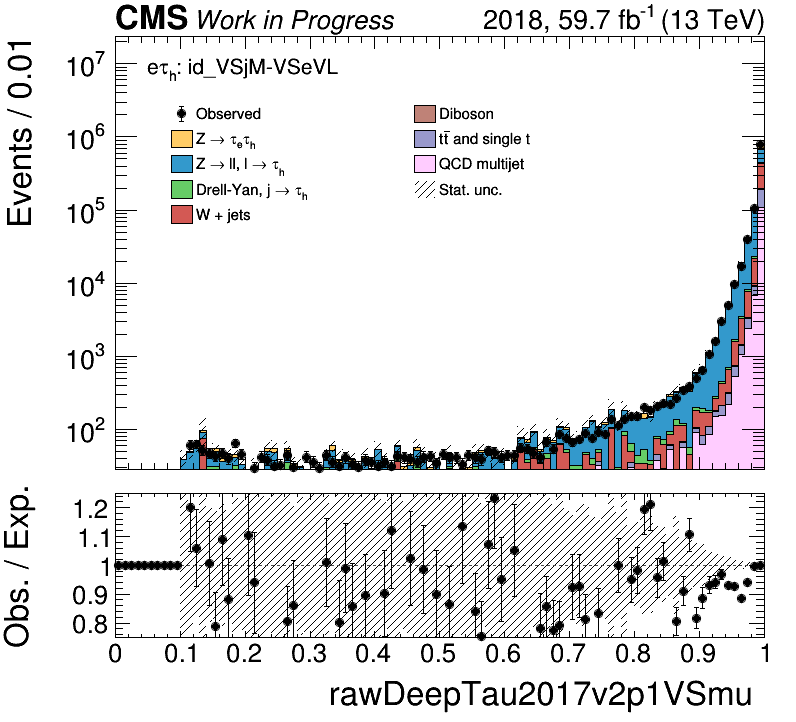 CMS Work in Progress 2018, 59.7 fb⁻¹ (13 TeV)
Events / 0.01
10⁷
10⁶
10⁵
10⁴
10³
10²
eτₕ: id_VSjM-VSeVL
Observed
Z → τₑτₕ
Z → ll, l → τₕ
Drell-Yan, j → τₕ
W + jets
Diboson
tt̄ and single t
QCD multijet
Stat. unc.
Obs. / Exp.
1.2
1.1
1
0.9
0.8
0 0.1 0.2 0.3 0.4 0.5 0.6 0.7 0.8 0.9 1
rawDeepTau2017v2p1VSmu